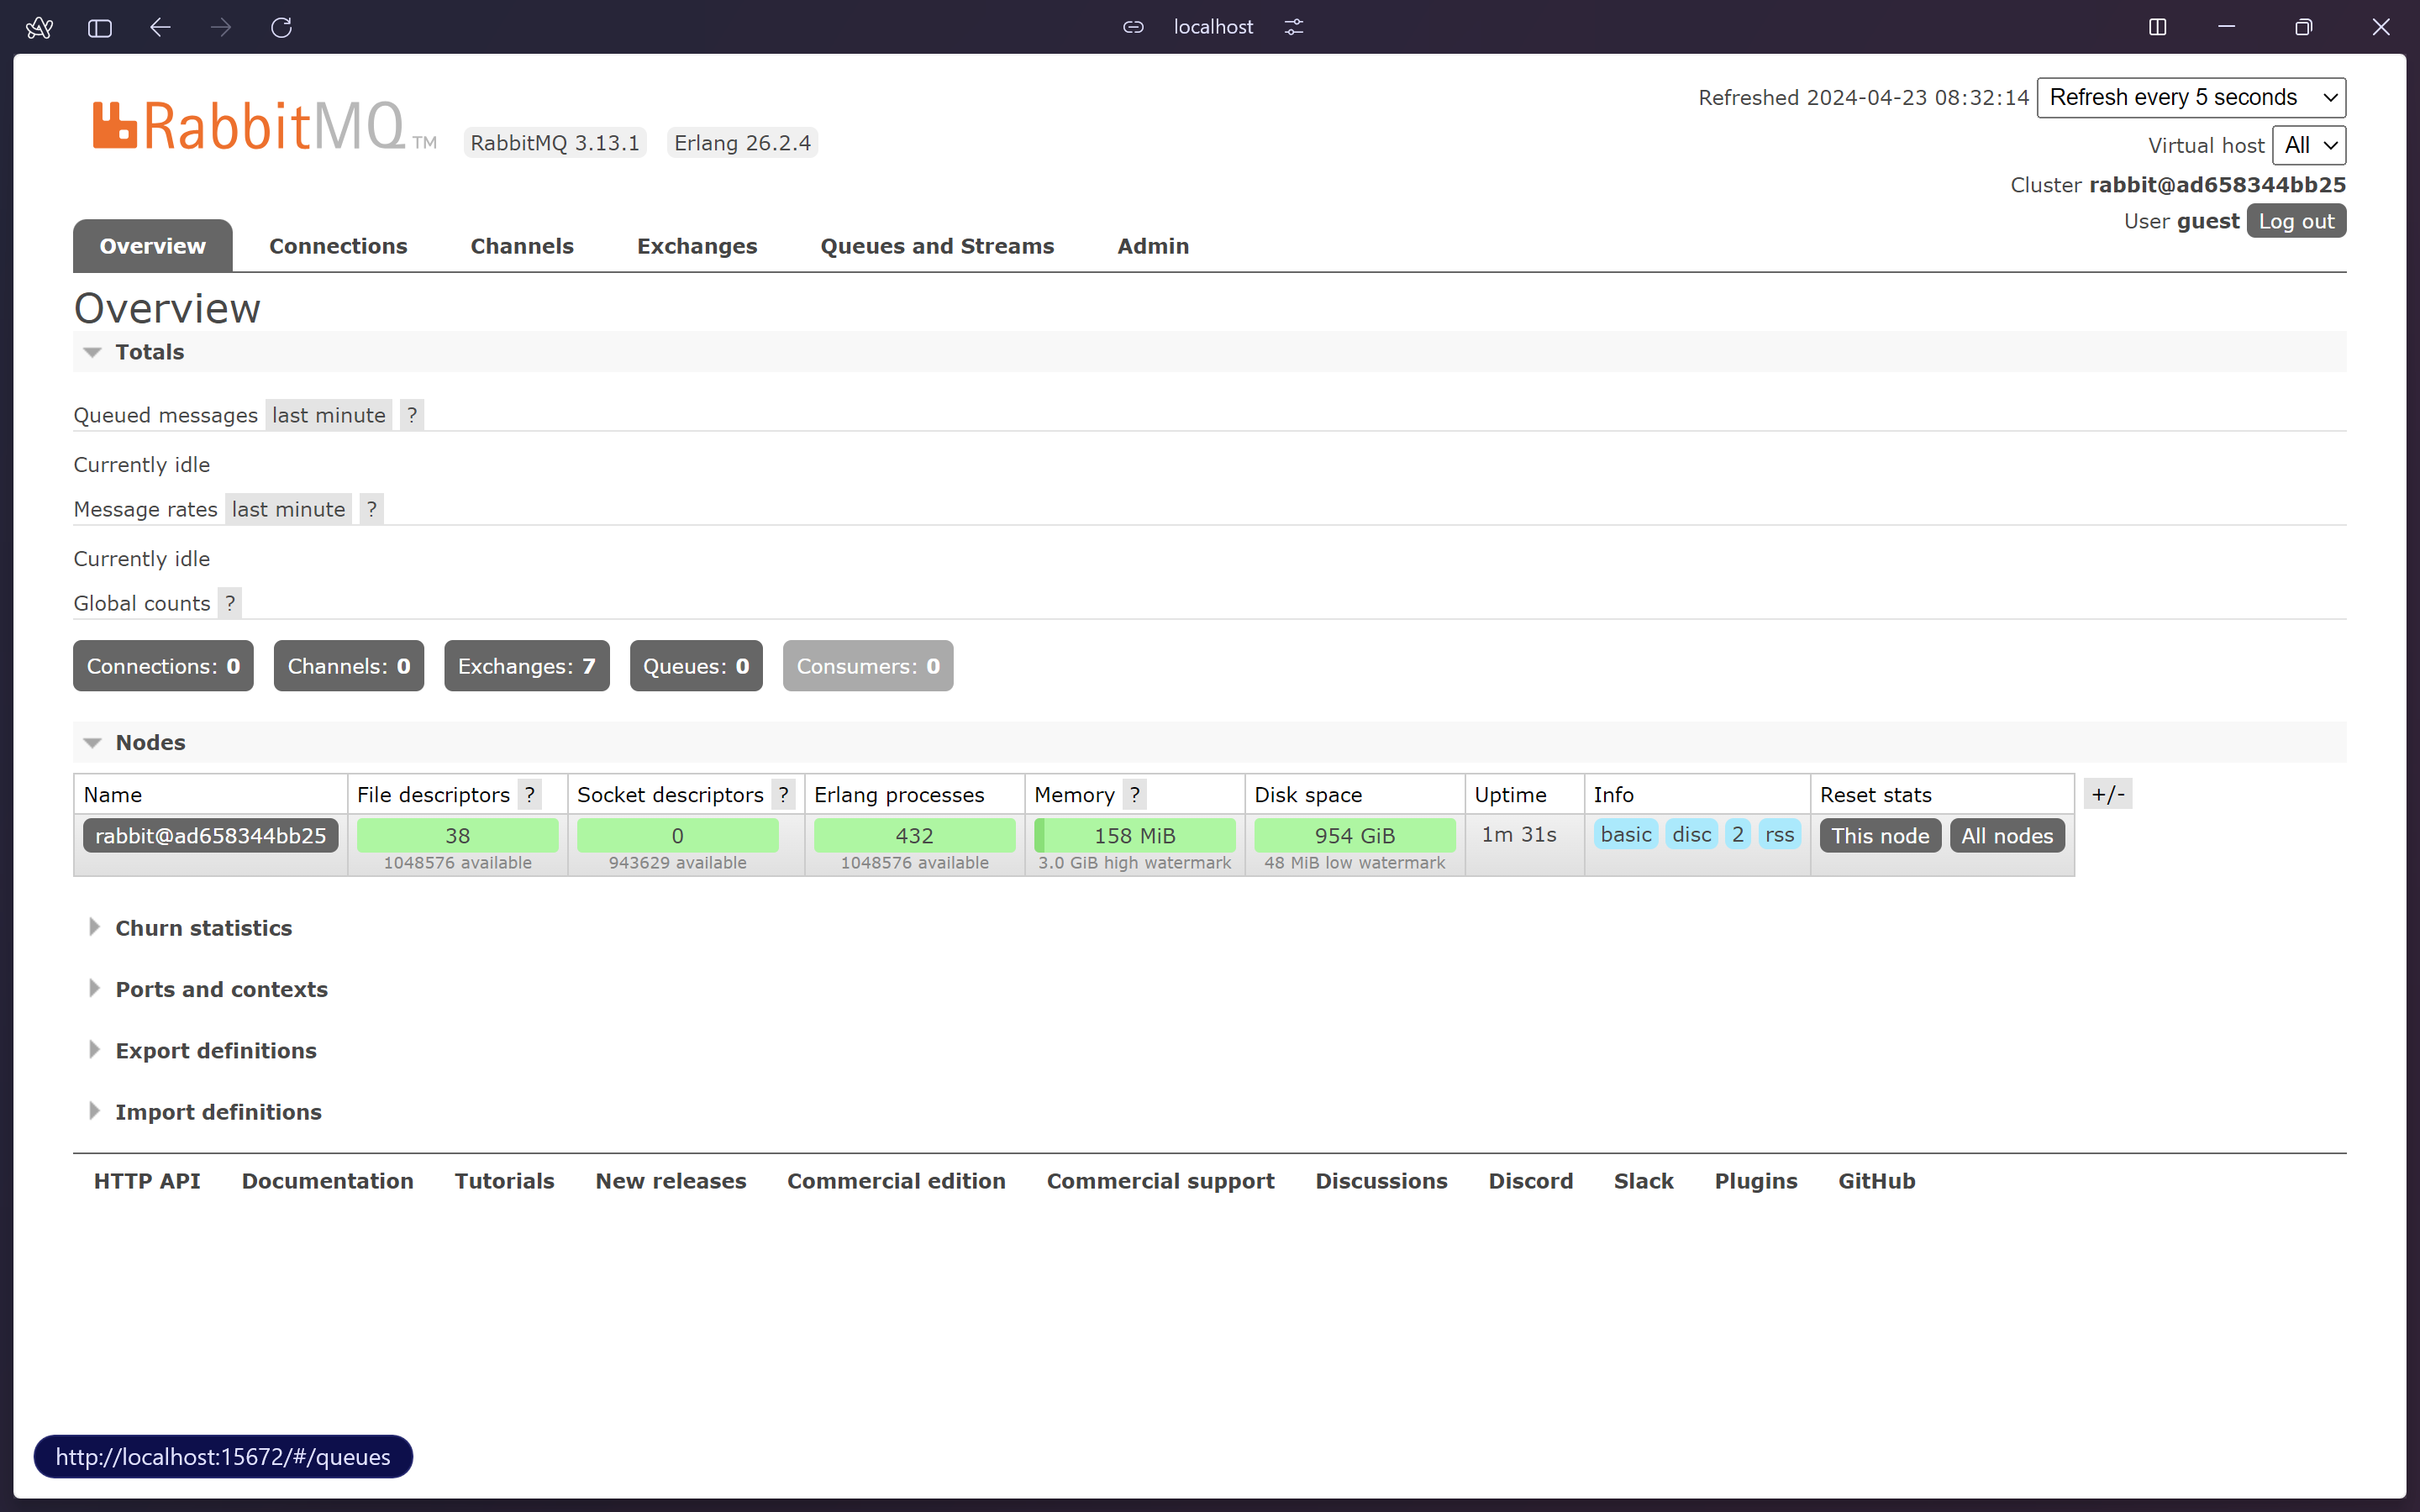 localhost
Refreshed 2024-04-23 08:32:14 Refresh every 5 seconds
RabbitMQ TM RabbitMQ 3.13.1 Erlang 26.2.4
Virtual host All
Cluster rabbit@ad658344bb25
User guest Log out
Overview Connections Channels Exchanges Queues and Streams Admin
Overview
Totals
Queued messages last minute ?
Currently idle
Message rates last minute ?
Currently idle
Global counts ?
Connections: 0 Channels: 0 Exchanges: 7 Queues: 0 Consumers: 0
Nodes
Name File descriptors ? Socket descriptors ? Erlang processes Memory ? Disk space Uptime Info Reset stats +/-
rabbit@ad658344bb25 38 0 432 158 MiB 954 GiB 1m 31s basic disc 2 rss This node All nodes
1048576 available 943629 available 1048576 available 3.0 GiB high watermark 48 MiB low watermark
Churn statistics
Ports and contexts
Export definitions
Import definitions
HTTP API Documentation Tutorials New releases Commercial edition Commercial support Discussions Discord Slack Plugins GitHub
http://localhost:15672/#/queues